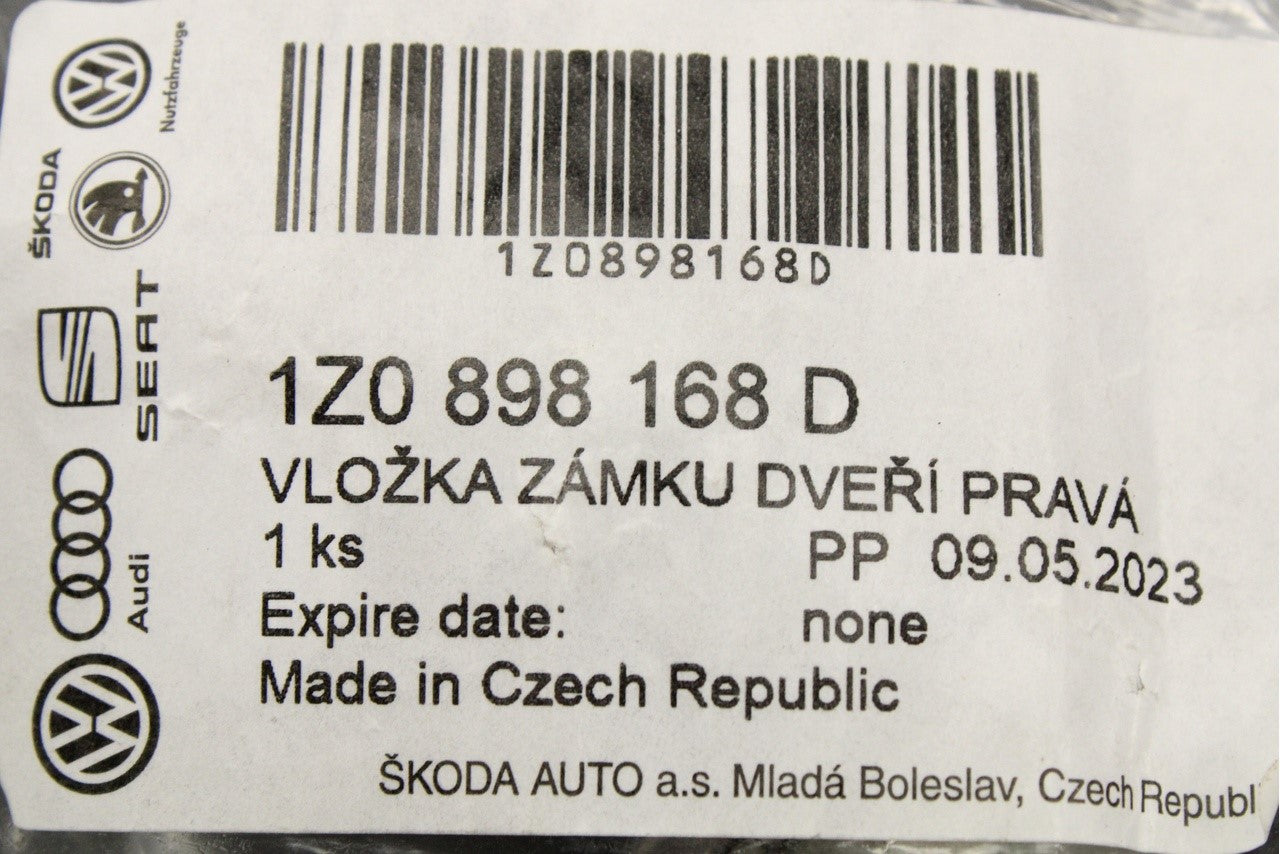 Nutzfahrzeuge
ŠKODA
SEAT
Audi
1Z0898168D
1Z0 898 168 D
VLOŽKA ZÁMKU DVEŘÍ PRAVÁ
1 ks PP 09.05.2023
Expire date: none
Made in Czech Republic
ŠKODA AUTO a.s. Mladá Boleslav, Czech Republ